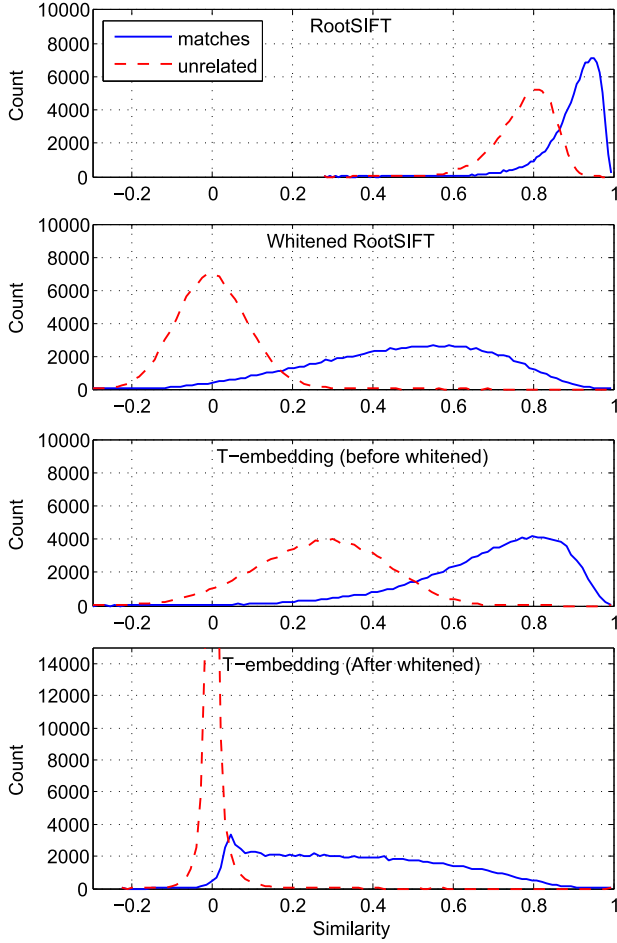 RootSIFT
matches
unrelated
Count
10000
8000
6000
4000
2000
0
−0.2 0 0.2 0.4 0.6 0.8 1
Whitened RootSIFT
Count
10000
8000
6000
4000
2000
0
−0.2 0 0.2 0.4 0.6 0.8 1
T−embedding (before whitened)
Count
10000
8000
6000
4000
2000
0
−0.2 0 0.2 0.4 0.6 0.8 1
T−embedding (After whitened)
Count
14000
12000
10000
8000
6000
4000
2000
0
−0.2 0 0.2 0.4 0.6 0.8 1
Similarity